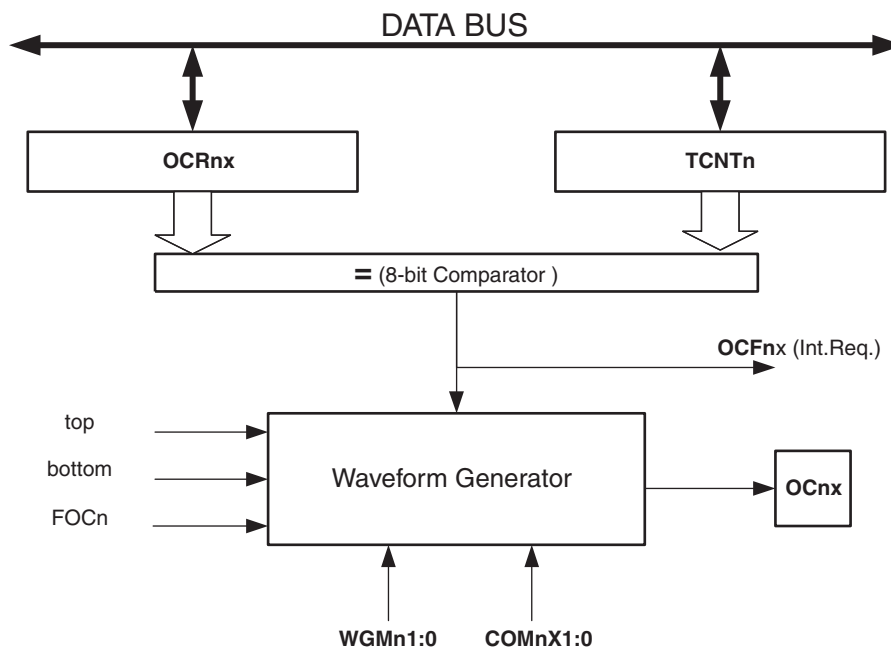 DATA BUS
OCRnx
TCNTn
= (8-bit Comparator )
OCFnx (Int.Req.)
top
bottom
FOCn
Waveform Generator
OCnx
WGMn1:0
COMnX1:0